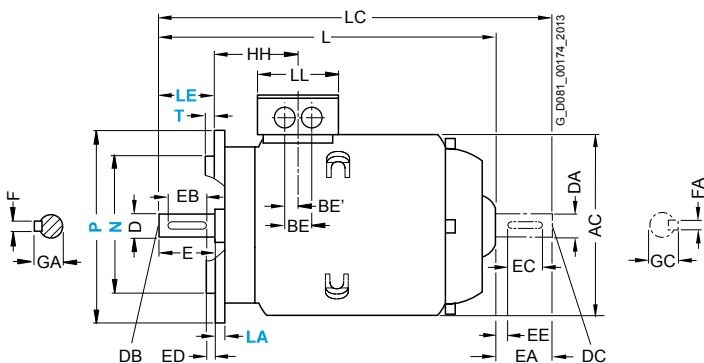 LC
L
HH
LL
LE
T
G_D081_00174_2013
F
GA
P
N
EB
D
E
BE'
BE
DA
AC
FA
GC
EC
LA
EE
DB
ED
EA
DC